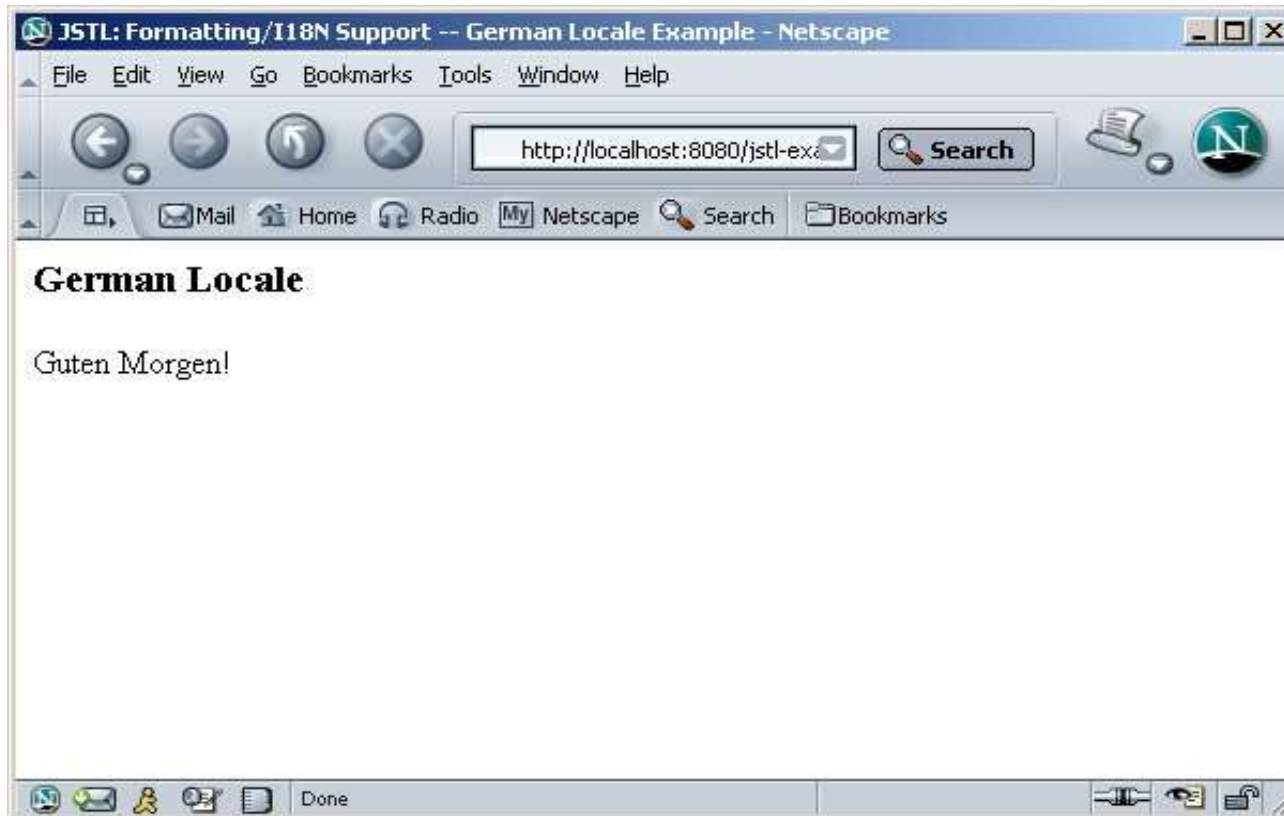 JSTL: Formatting/I18N Support -- German Locale Example - Netscape
File Edit View Go Bookmarks Tools Window Help
http://localhost:8080/jstl-exa
Search
N
Mail Home Radio My Netscape Search Bookmarks
German Locale
Guten Morgen!
Done